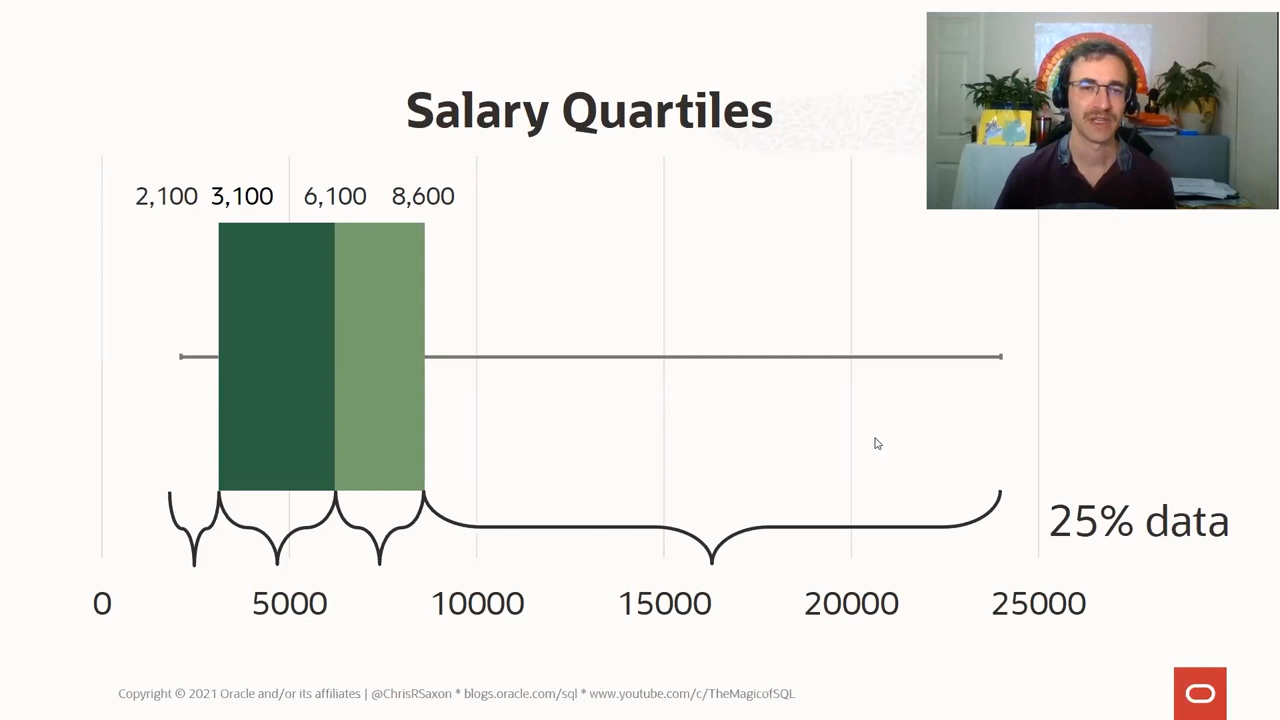 Salary Quartiles
2,100 3,100 6,100 8,600
25% data
0 5000 10000 15000 20000 25000
Copyright © 2021 Oracle and/or its affiliates | @ChrisRSaxon * blogs.oracle.com/sql * www.youtube.com/c/TheMagicofSQL